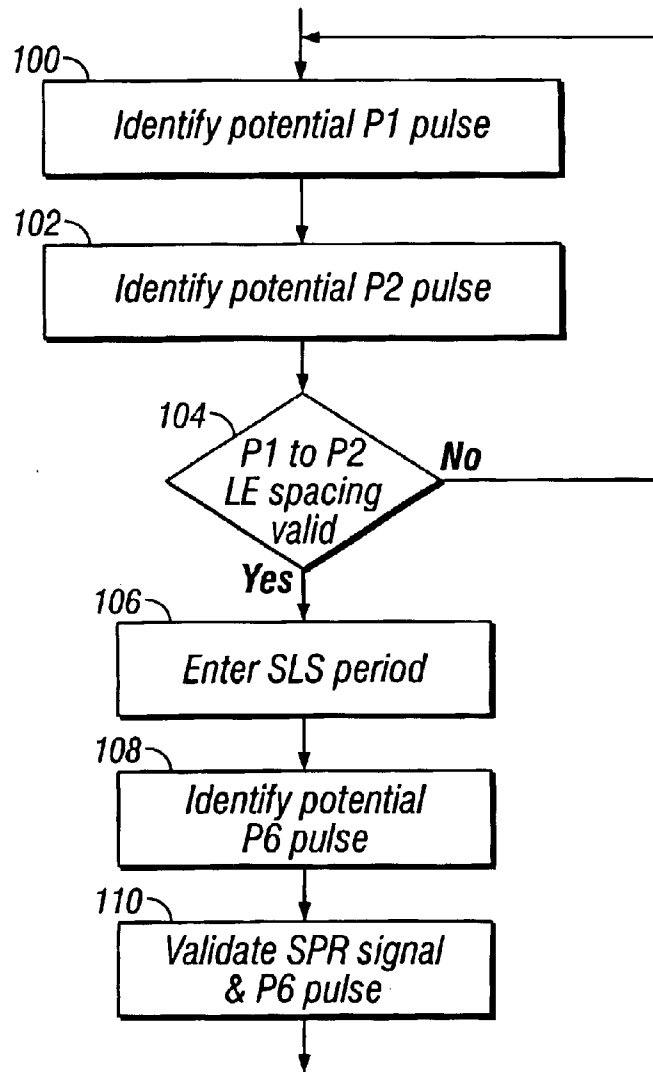 100
Identify potential P1 pulse
102
Identify potential P2 pulse
104
P1 to P2
LE spacing
valid
No
Yes
106
Enter SLS period
108
Identify potential
P6 pulse
110
Validate SPR signal
& P6 pulse